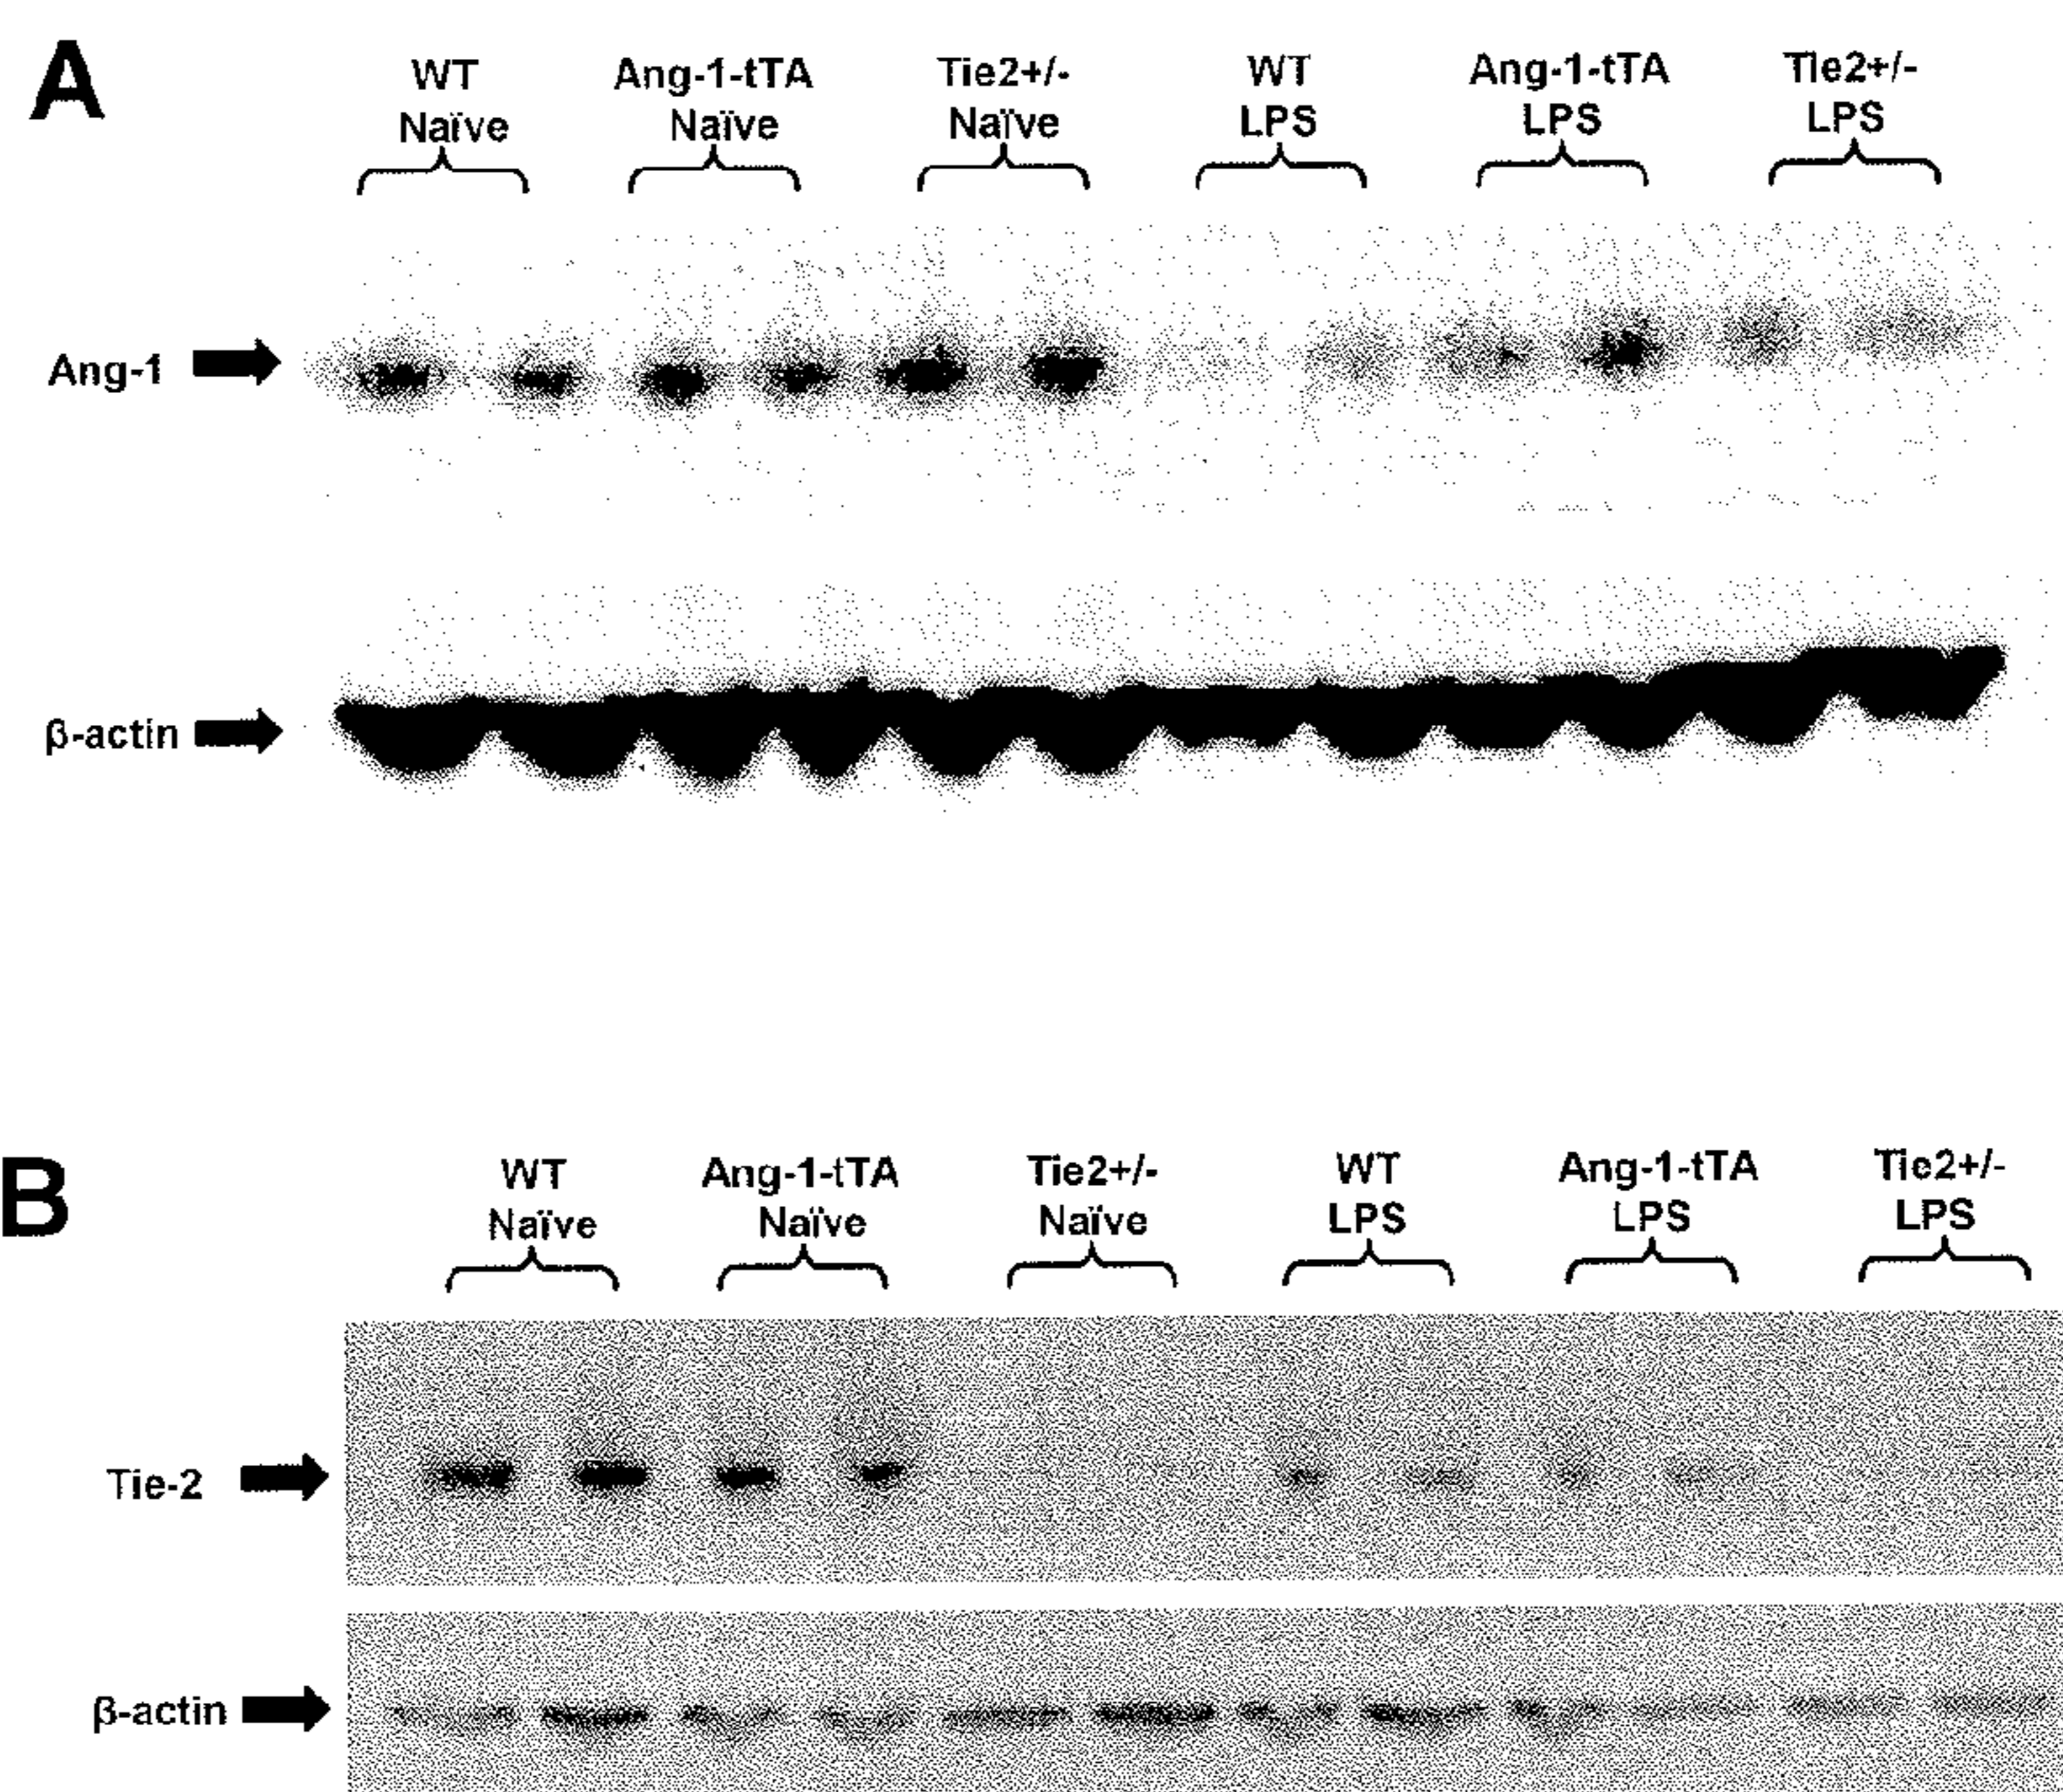 A
WT Ang-1-tTA Tie2+/- WT Ang-1-tTA Tie2+/-
Naïve Naïve Naïve LPS LPS LPS
Ang-1
β-actin
B
WT Ang-1-tTA Tie2+/- WT Ang-1-tTA Tie2+/-
Naïve Naïve Naïve LPS LPS LPS
Tie-2
β-actin